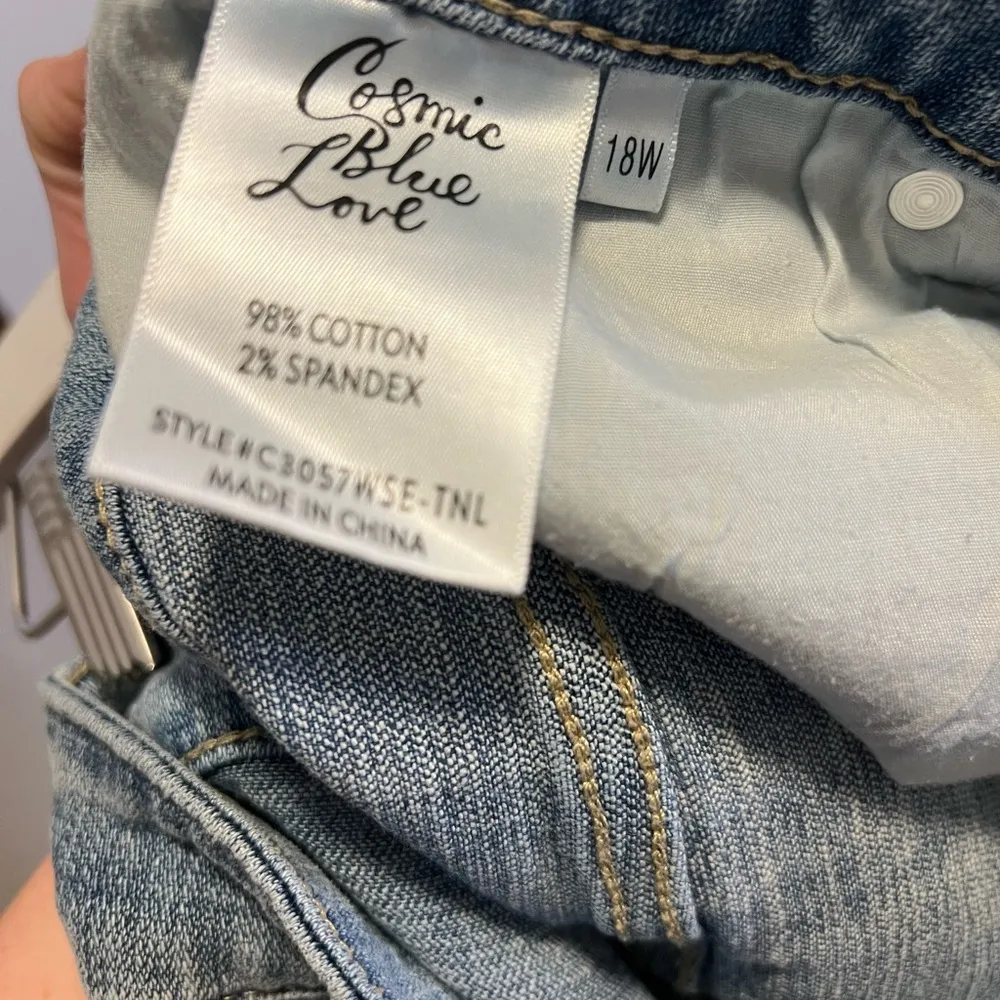 Cosmic
Blue
Love
18W
98% COTTON
2% SPANDEX
STYLE#C3057WSE-TNL
MADE IN CHINA